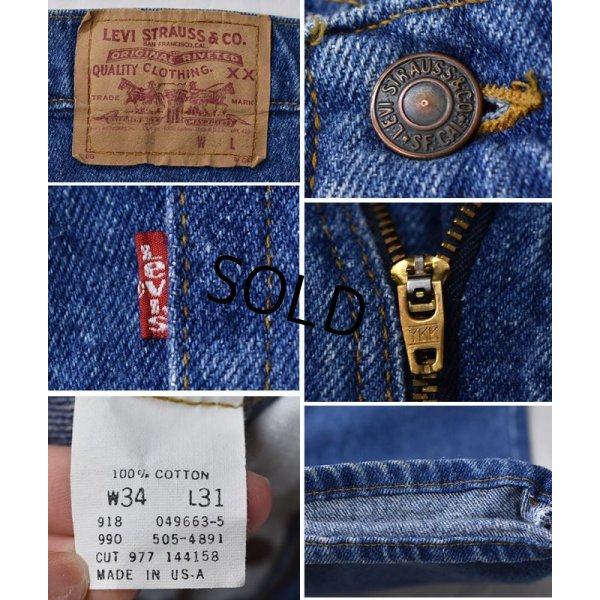 LEVI STRAUSS & CO.
SAN FRANCISCO, CAL.
ORIGINAL RIVETED
QUALITY CLOTHING.
XX
TRADE MARK
W L
LEVI STRAUSS & CO. S.F. CAL.
LEVI'S
YKK
SOLD
100% COTTON
W34 L31
918 049663-5
990 505-4891
CUT 977 144158
MADE IN U.S.A